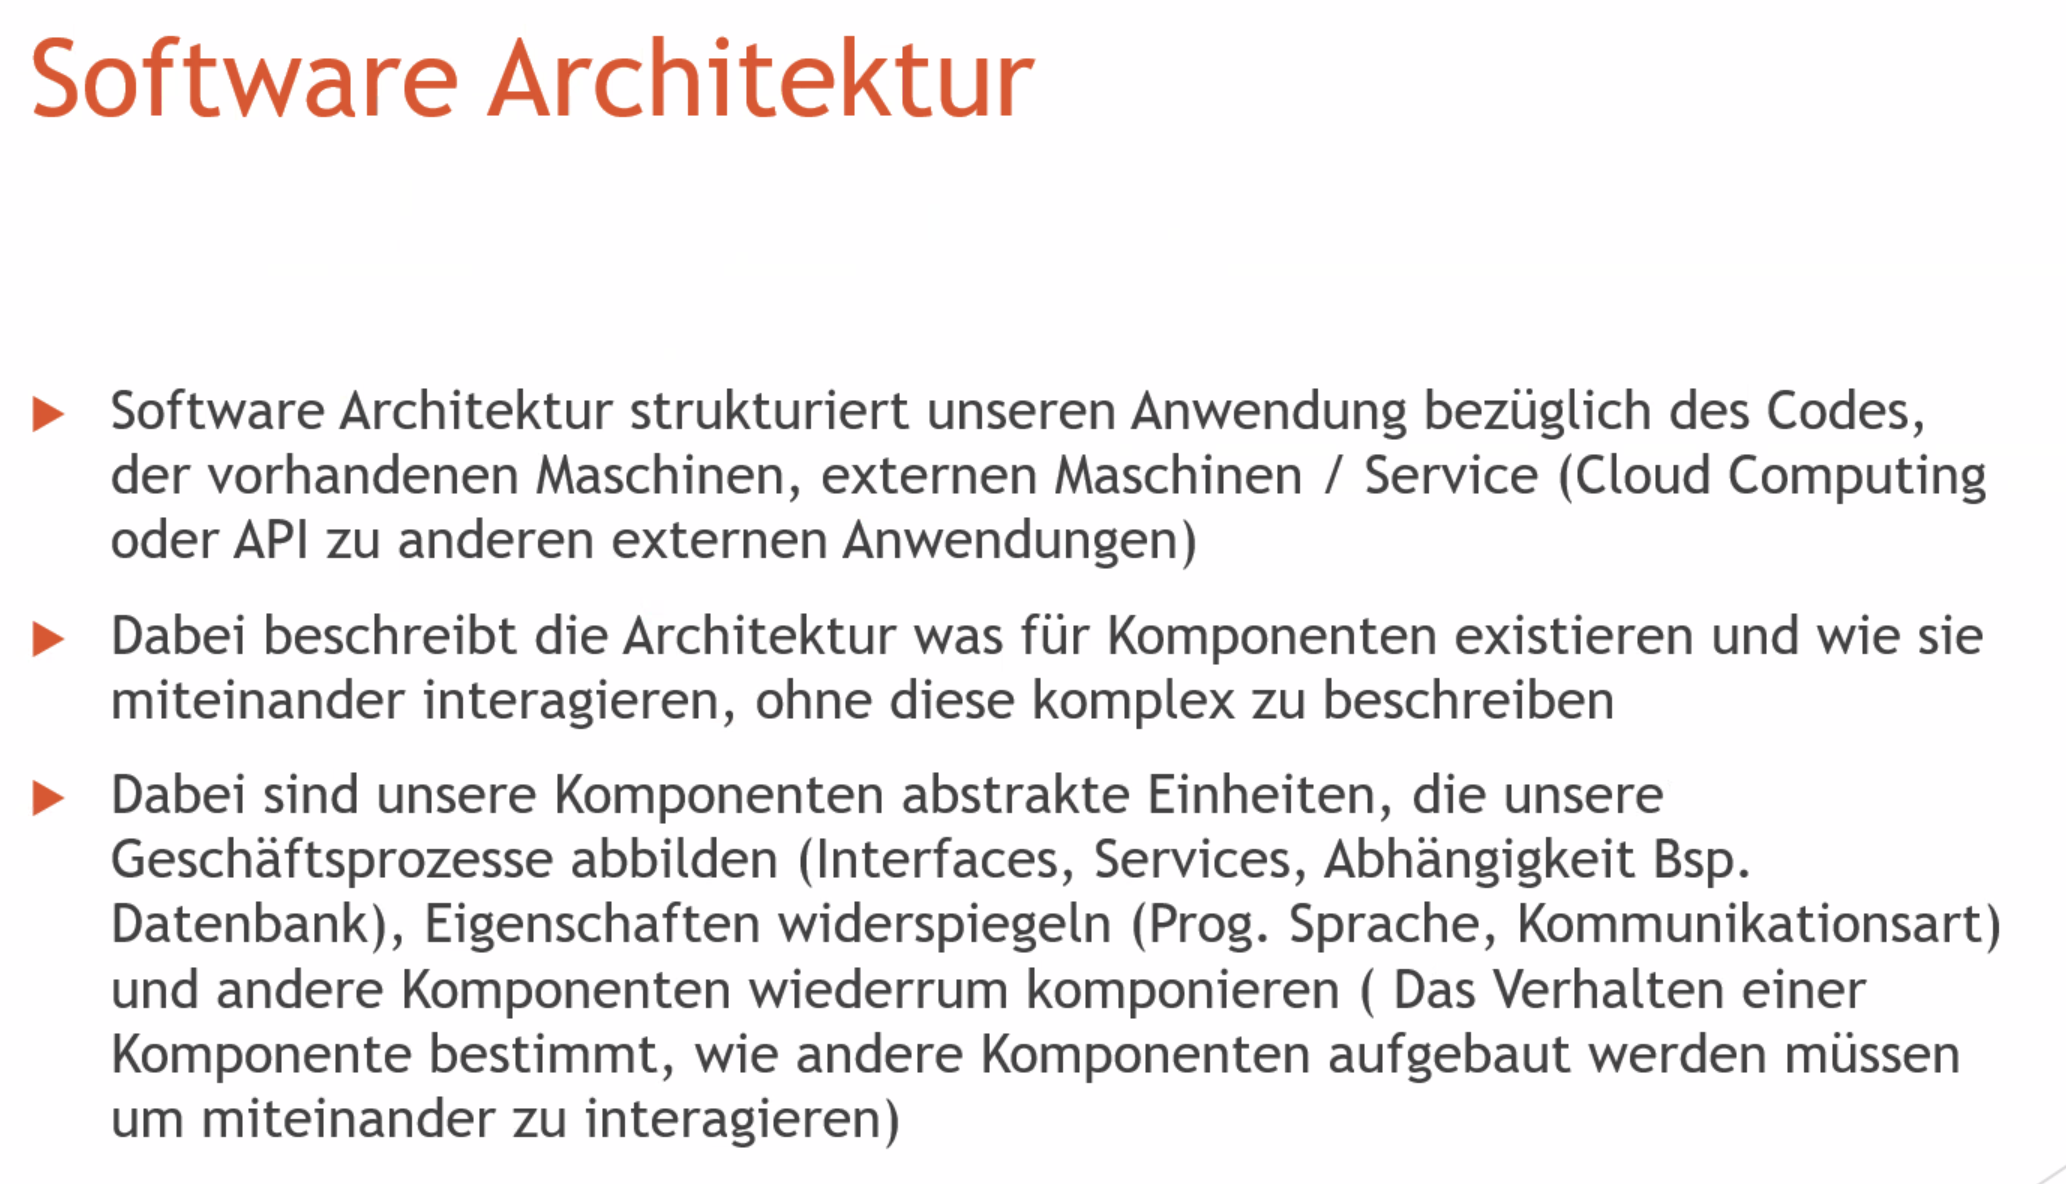 Software Architektur
Software Architektur strukturiert unseren Anwendung bezüglich des Codes,
der vorhandenen Maschinen, externen Maschinen / Service (Cloud Computing
oder API zu anderen externen Anwendungen)
Dabei beschreibt die Architektur was für Komponenten existieren und wie sie
miteinander interagieren, ohne diese komplex zu beschreiben
Dabei sind unsere Komponenten abstrakte Einheiten, die unsere
Geschäftsprozesse abbilden (Interfaces, Services, Abhängigkeit Bsp.
Datenbank), Eigenschaften widerspiegeln (Prog. Sprache, Kommunikationsart)
und andere Komponenten wiederrum komponieren ( Das Verhalten einer
Komponente bestimmt, wie andere Komponenten aufgebaut werden müssen
um miteinander zu interagieren)